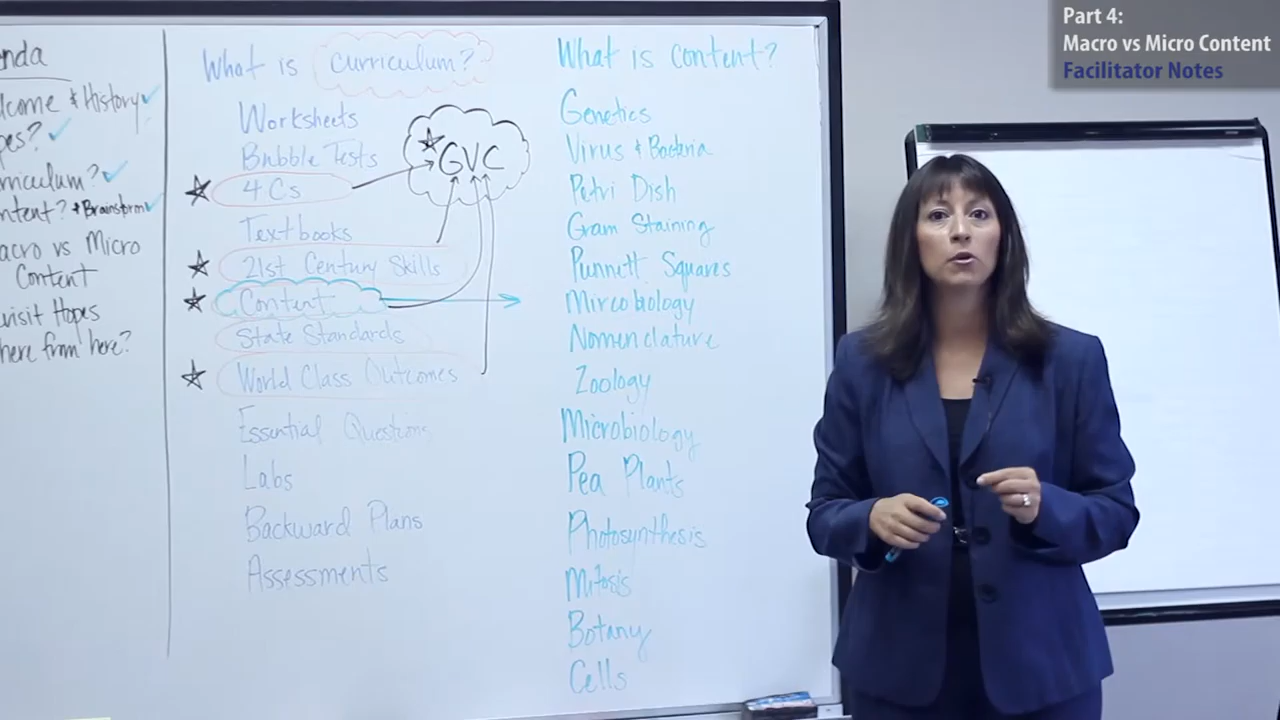 Part 4:
Macro vs Micro Content
Facilitator Notes
nda
lcome & History ✓
pes? ✓
rriculum? ✓
ntent? & Brainstorm ✓
acro vs Micro
Content
visit Hopes
here from here?
What is curriculum?
Worksheets
Bubble Tests
4 Cs
Textbooks
21st Century Skills
Content
State Standards
World Class Outcomes
Essential Questions
Labs
Backward Plans
Assessments
GVC
What is content?
Genetics
Virus & Bacteria
Petri Dish
Gram Staining
Punnett Squares
Mircobiology
Nomenclature
Zoology
Microbiology
Pea Plants
Photosynthesis
Mitosis
Botany
Cells